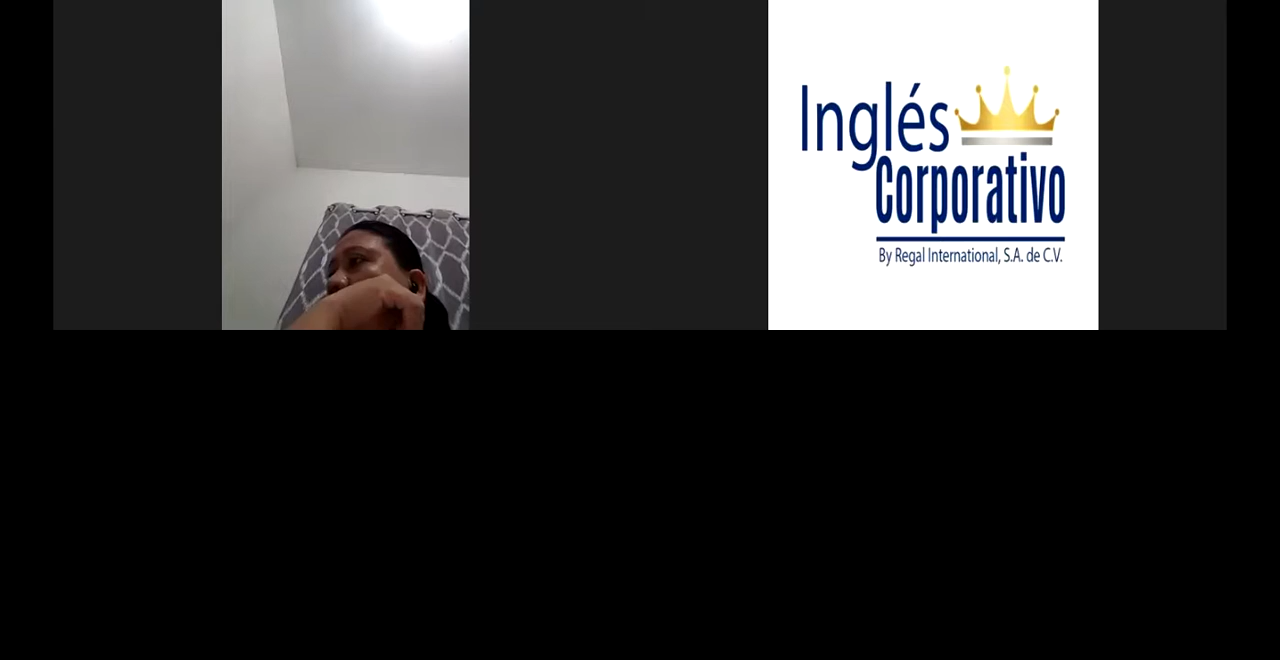 Inglés
Corporativo
By Regal International, S.A. de C.V.